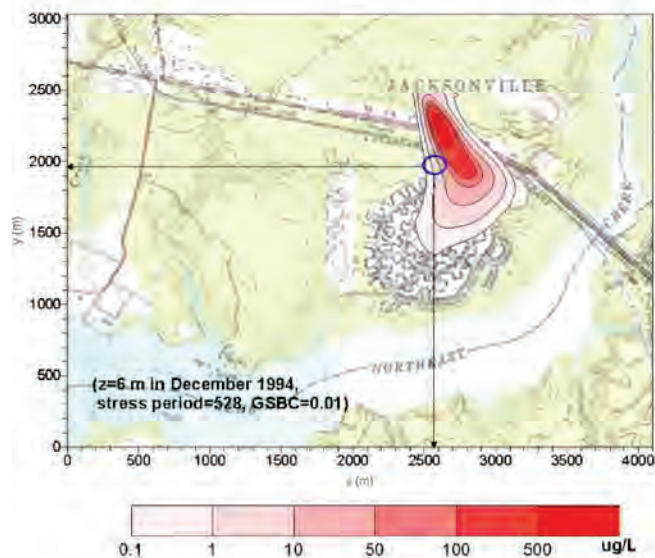 3000
2500
2000
1500
1000
500
0
y (m)
JACKSONVILLE
CREEK
NORTHEAST
(z=6 m in December 1994,
stress period=528, GSBC=0.01)
0 500 1000 1500 2000 2500 3000 4000
x (m)
0.1 1 10 50 100 500 ug/L